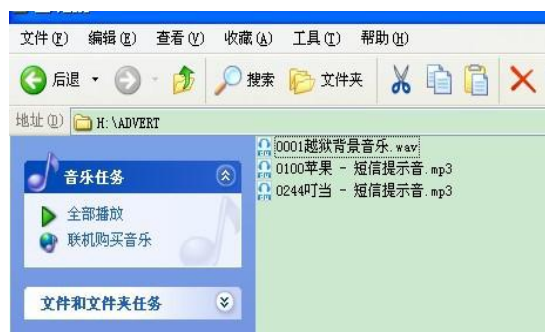 文件(F) 编辑(E) 查看(V) 收藏(A) 工具(T) 帮助(H)
后退 搜索 文件夹
地址(D) H:\ADVERT
0001越狱背景音乐.wav
0100苹果 - 短信提示音.mp3
0244叮当 - 短信提示音.mp3
音乐任务
全部播放
联机购买音乐
文件和文件夹任务